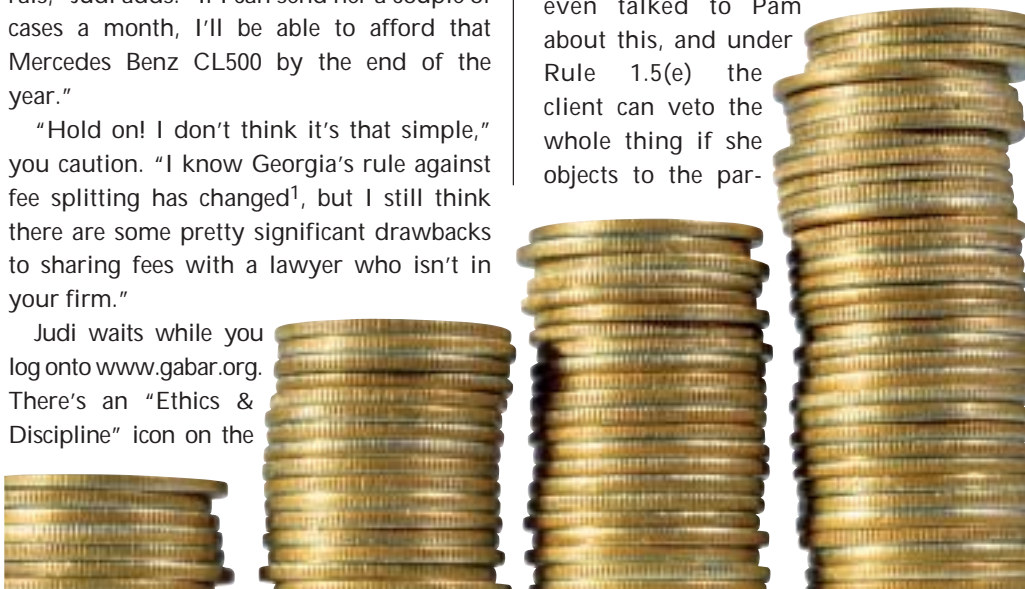 rals," Judi adds. "If I can send her a couple of
cases a month, I'll be able to afford that
Mercedes Benz CL500 by the end of the
year."
"Hold on! I don't think it's that simple,"
you caution. "I know Georgia's rule against
fee splitting has changed1, but I still think
there are some pretty significant drawbacks
to sharing fees with a lawyer who isn't in
your firm."
Judi waits while you
log onto www.gabar.org.
There's an "Ethics &
Discipline" icon on the
even talked to Pam
about this, and under
Rule 1.5(e) the
client can veto the
whole thing if she
objects to the par-